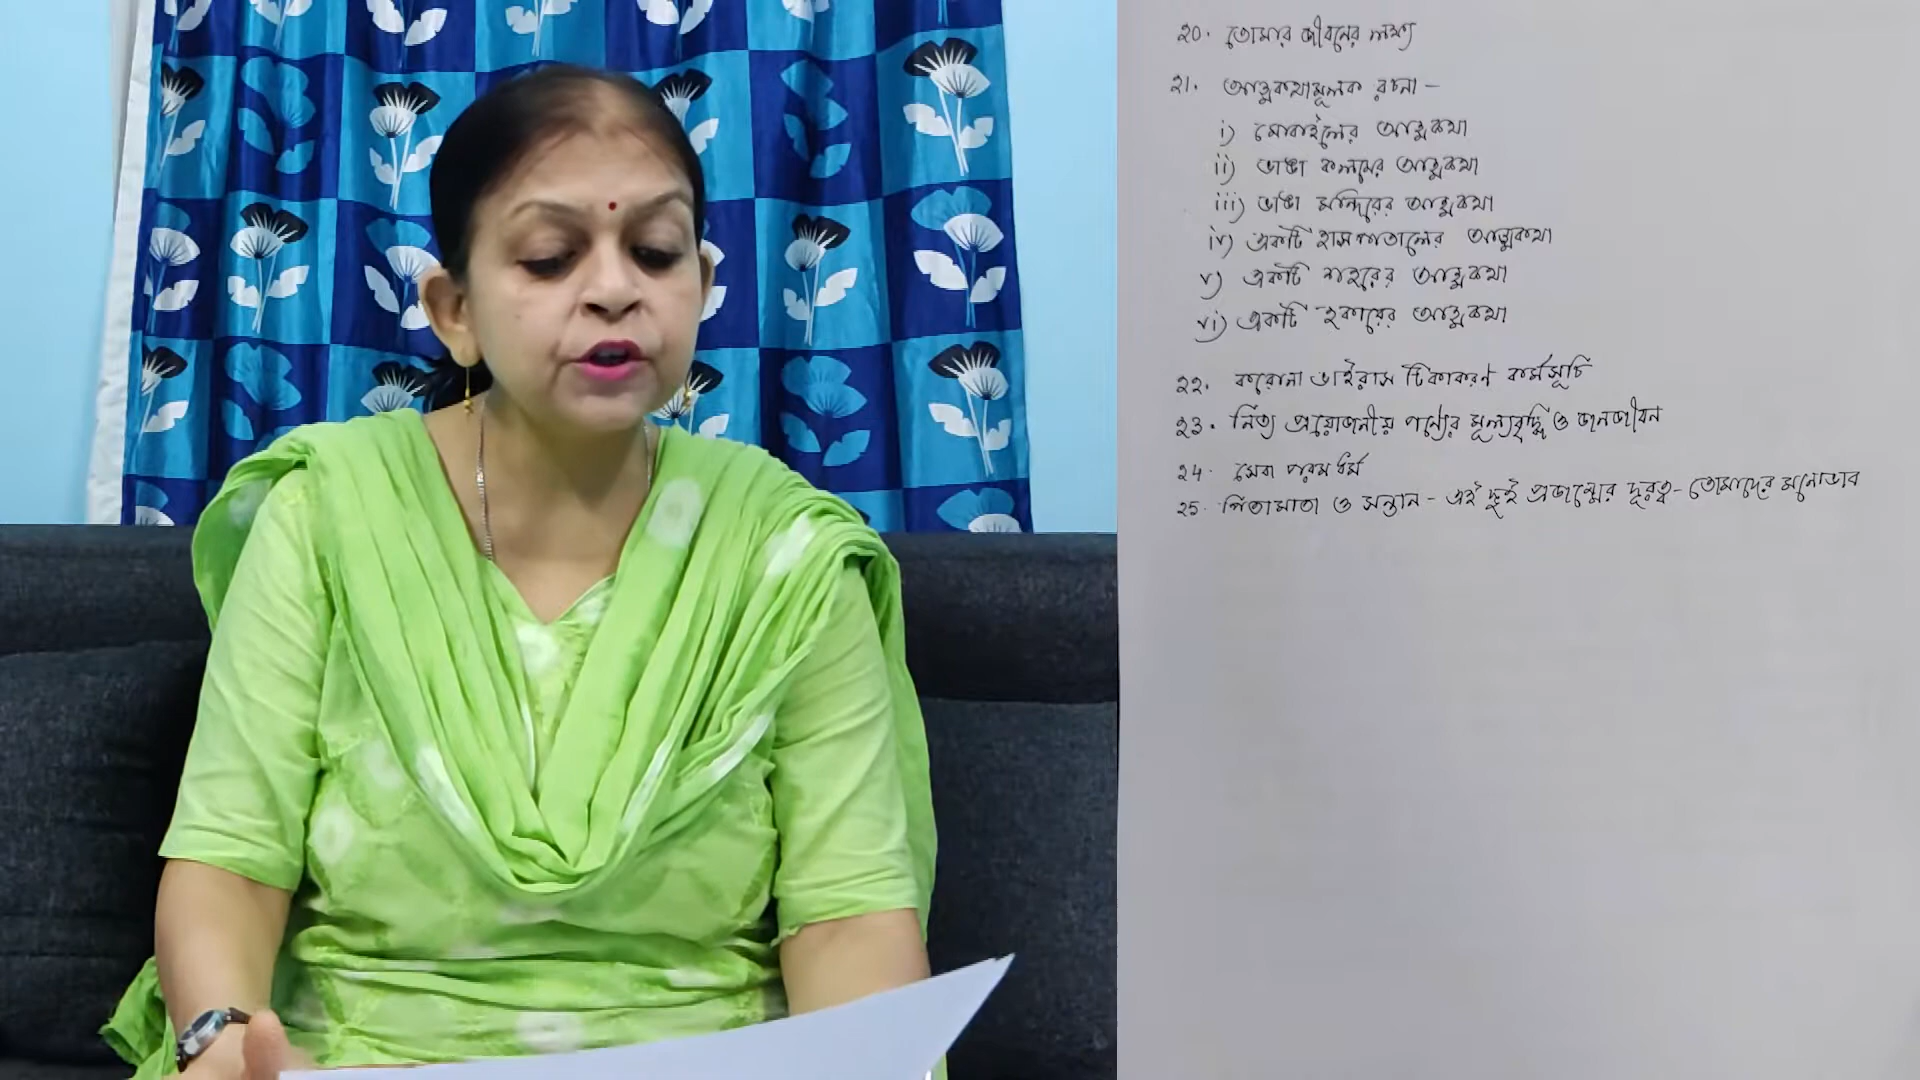 ২০. তোমার জীবনের লক্ষ্য
২১. আত্মকথামূলক রচনা –
i) মোবাইলের আত্মকথা
ii) ভাঙা কলমের আত্মকথা
iii) ভাঙা মন্দিরের আত্মকথা
iv) একটি হাসপাতালের আত্মকথা
v) একটি শহরের আত্মকথা
vi) একটি হকারের আত্মকথা
২২. করোনা ভাইরাস টিকাকরণ কর্মসূচি
২৩. নিত্য প্রয়োজনীয় পণ্যের মূল্যবৃদ্ধি ও জনজীবন
২৪. সেবা পরম ধর্ম
২৫. পিতামাতা ও সন্তান – এই দুই প্রজন্মের দূরত্ব – তোমাদের মনোভাব